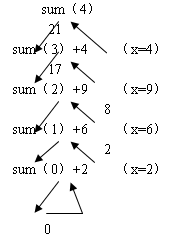 sum (4)
21
sum (3) +4 (x=4)
17
sum (2) +9 (x=9)
8
sum (1) +6 (x=6)
2
sum (0) +2 (x=2)
0